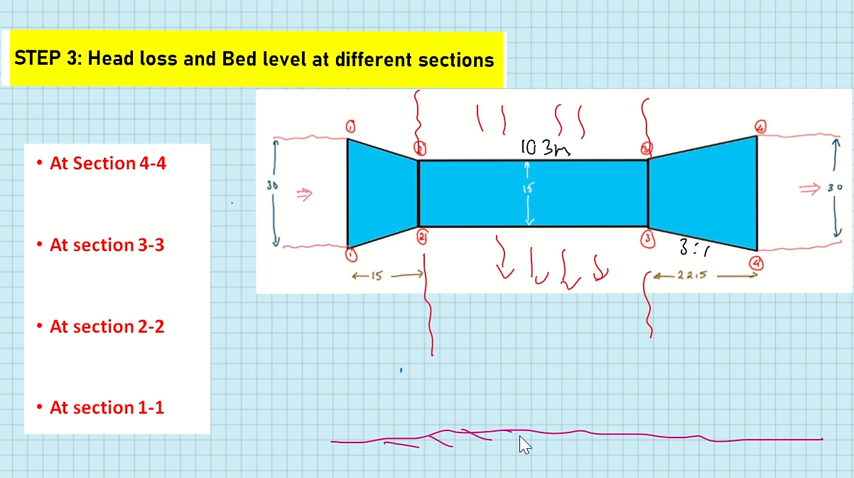 STEP 3: Head loss and Bed level at different sections
• At Section 4-4
• At section 3-3
• At section 2-2
• At section 1-1
1
2
3
4
103m
30
15
30
1
2
3
3:1
4
15
22.5